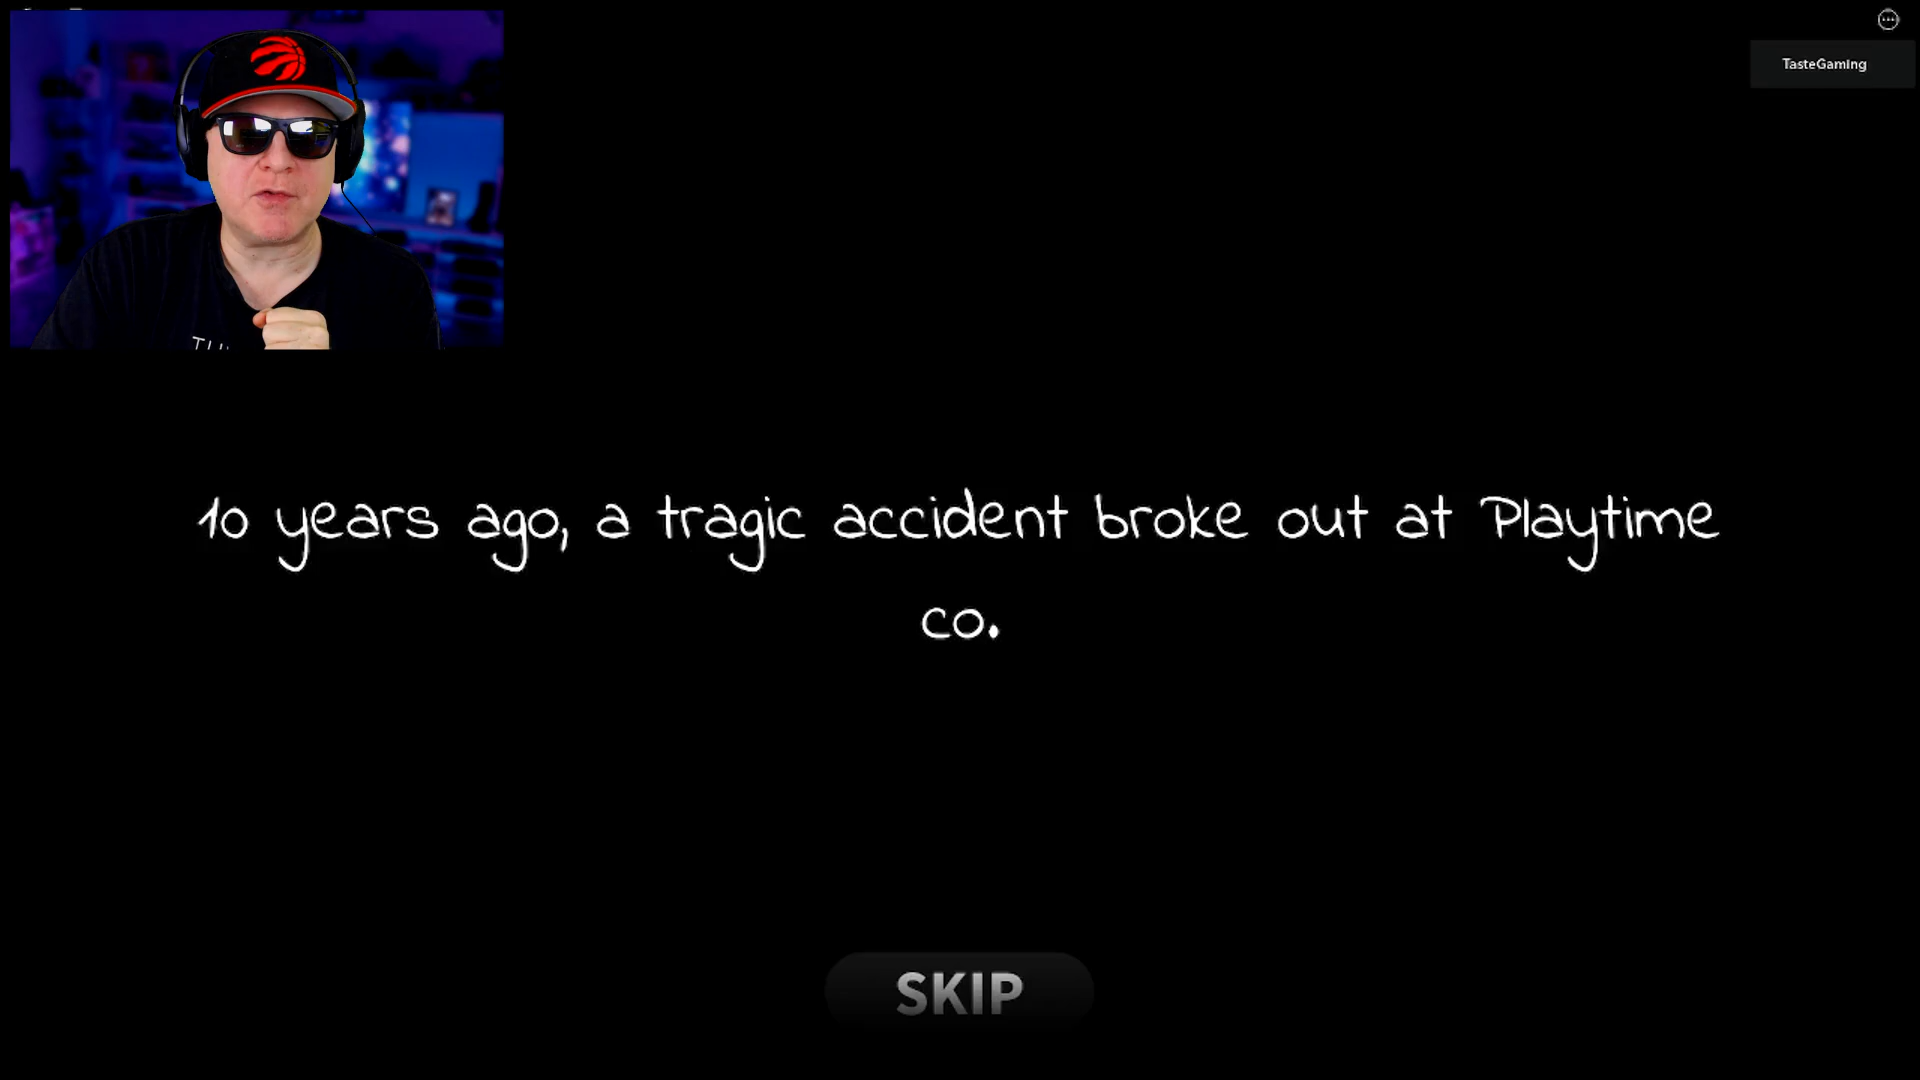 TasteGaming
10 years ago, a tragic accident broke out at Playtime
co.
SKIP